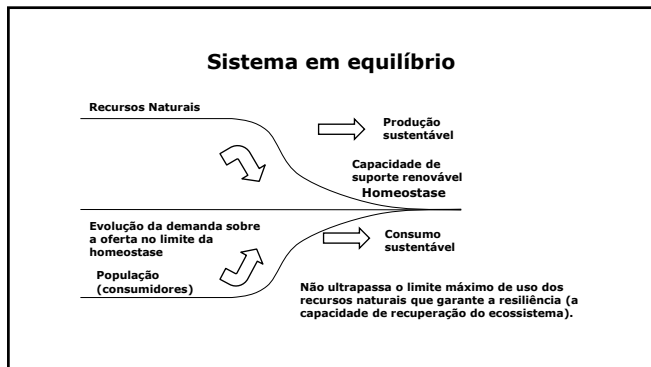 Sistema em equilíbrio
Recursos Naturais
Produção
sustentável
Capacidade de
suporte renovável
Homeostase
Evolução da demanda sobre
a oferta no limite da
homeostase
Consumo
sustentável
População
(consumidores)
Não ultrapassa o limite máximo de uso dos
recursos naturais que garante a resiliência (a
capacidade de recuperação do ecossistema).